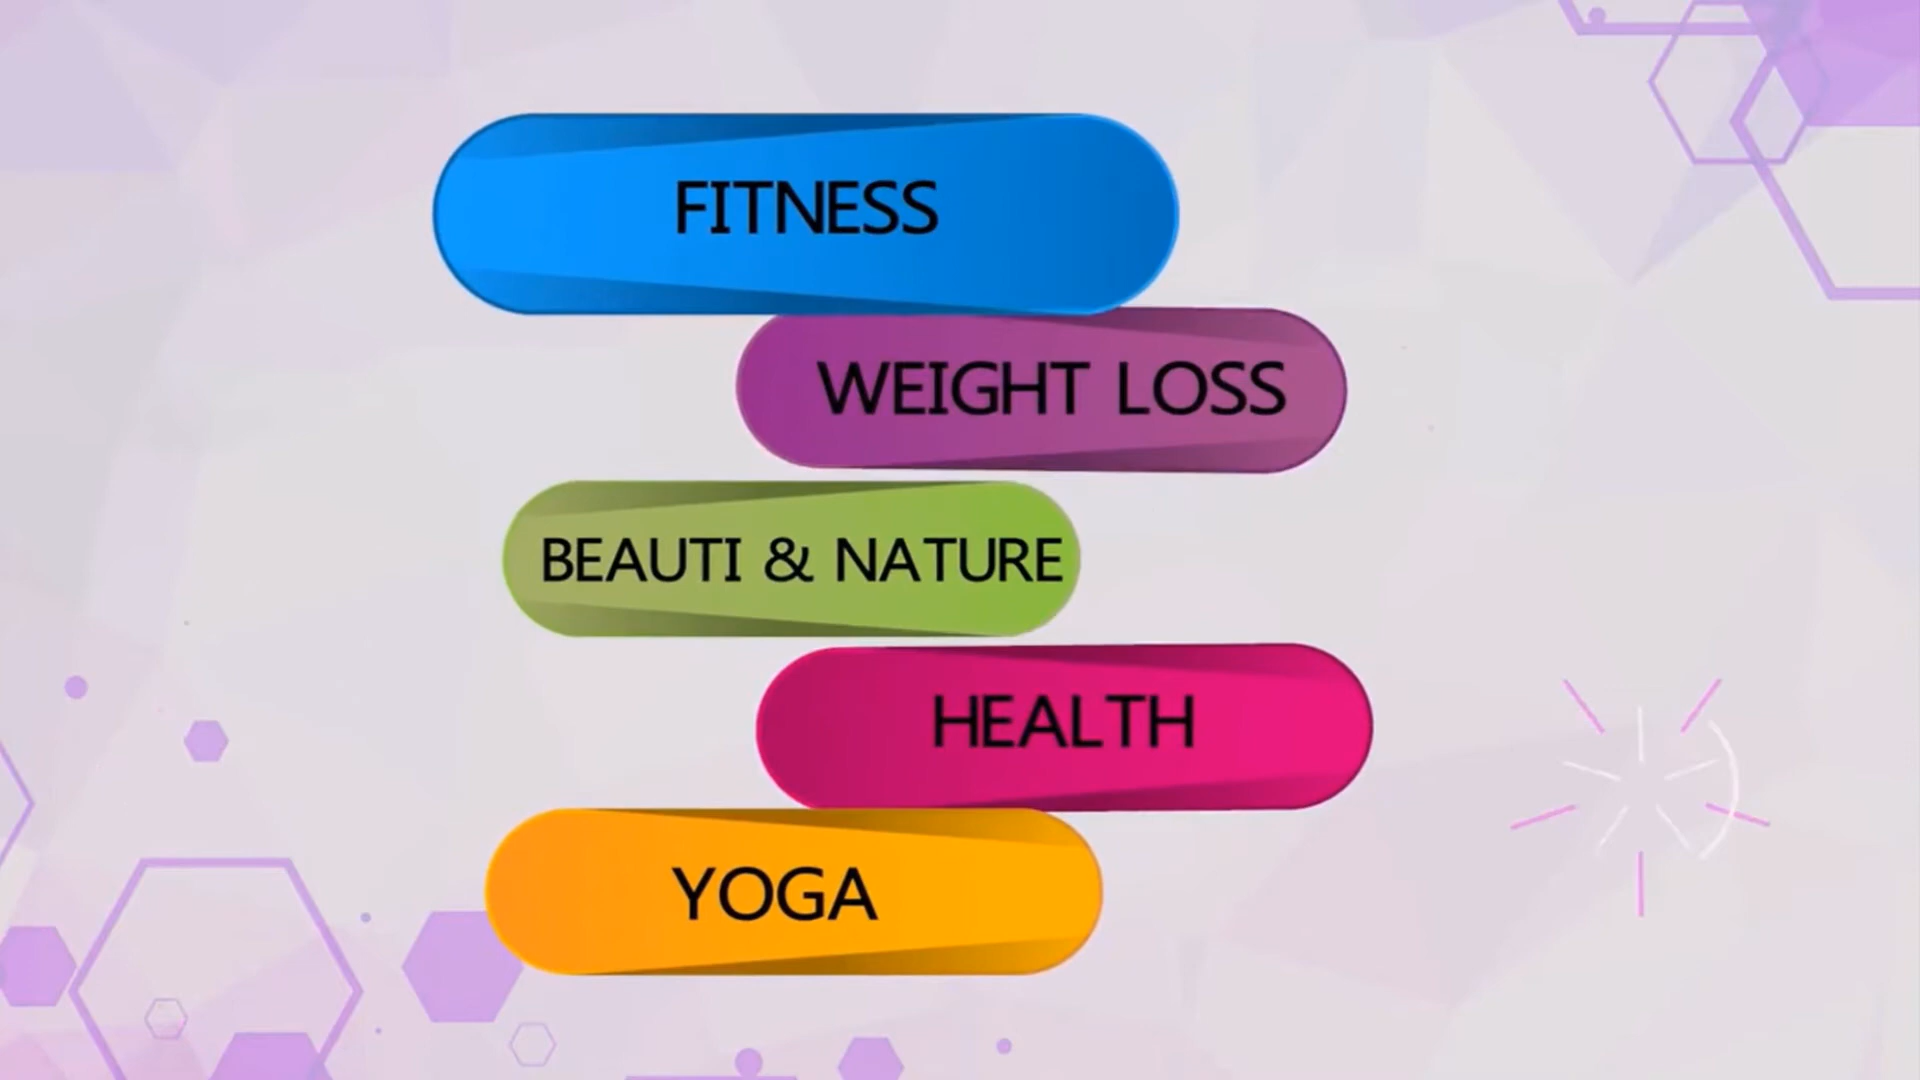 FITNESS
WEIGHT LOSS
BEAUTI & NATURE
HEALTH
YOGA